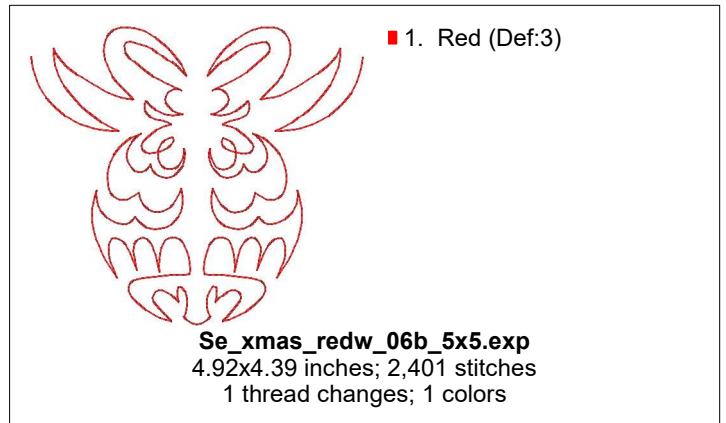 1. Red (Def:3)
Se_xmas_redw_06b_5x5.exp
4.92x4.39 inches; 2,401 stitches
1 thread changes; 1 colors